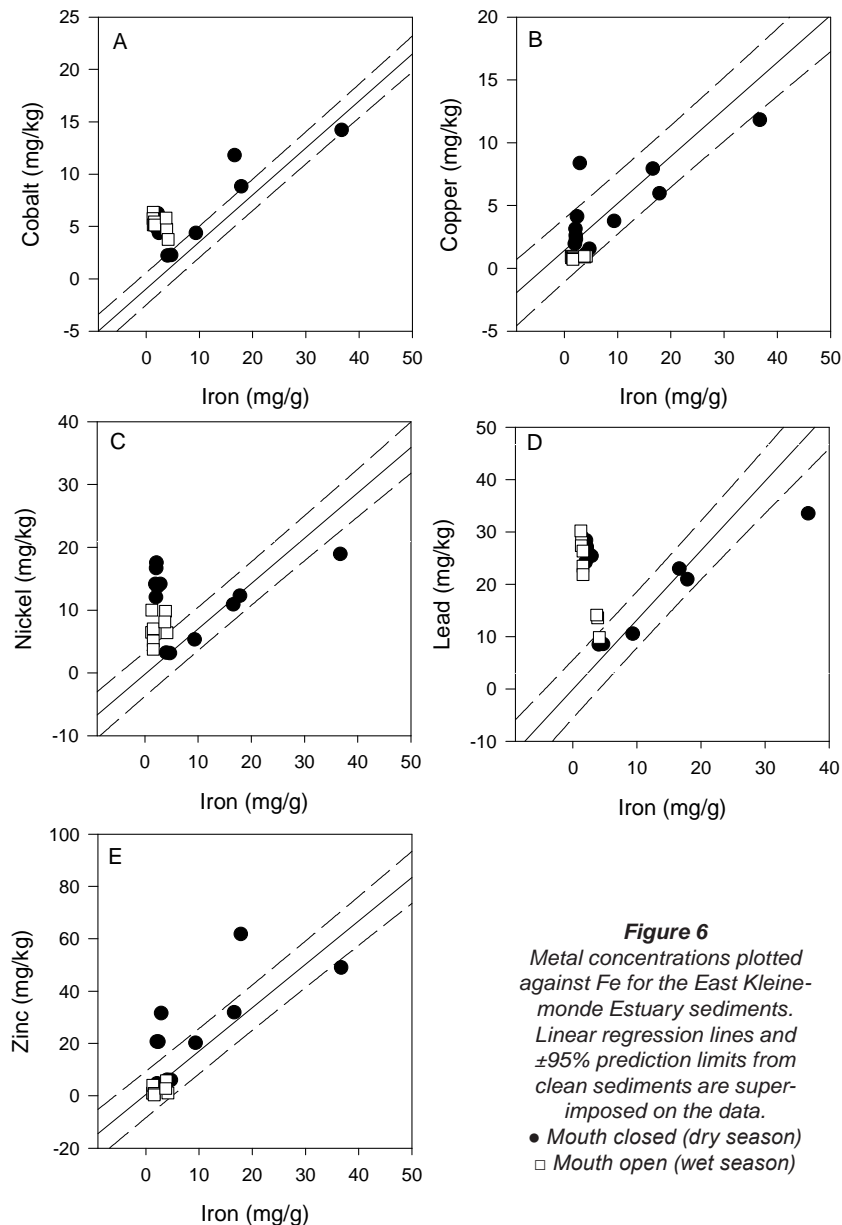 A
Cobalt (mg/kg)
25
20
15
10
5
0
-5
0 10 20 30 40 50
Iron (mg/g)
B
Copper (mg/kg)
20
15
10
5
0
-5
0 10 20 30 40 50
Iron (mg/g)
C
Nickel (mg/kg)
40
30
20
10
0
-10
0 10 20 30 40 50
Iron (mg/g)
D
Lead (mg/kg)
50
40
30
20
10
0
-10
0 10 20 30 40
Iron (mg/g)
E
Zinc (mg/kg)
100
80
60
40
20
0
-20
0 10 20 30 40 50
Iron (mg/g)
Figure 6
Metal concentrations plotted
against Fe for the East Kleine-
monde Estuary sediments.
Linear regression lines and
±95% prediction limits from
clean sediments are super-
imposed on the data.
● Mouth closed (dry season)
□ Mouth open (wet season)